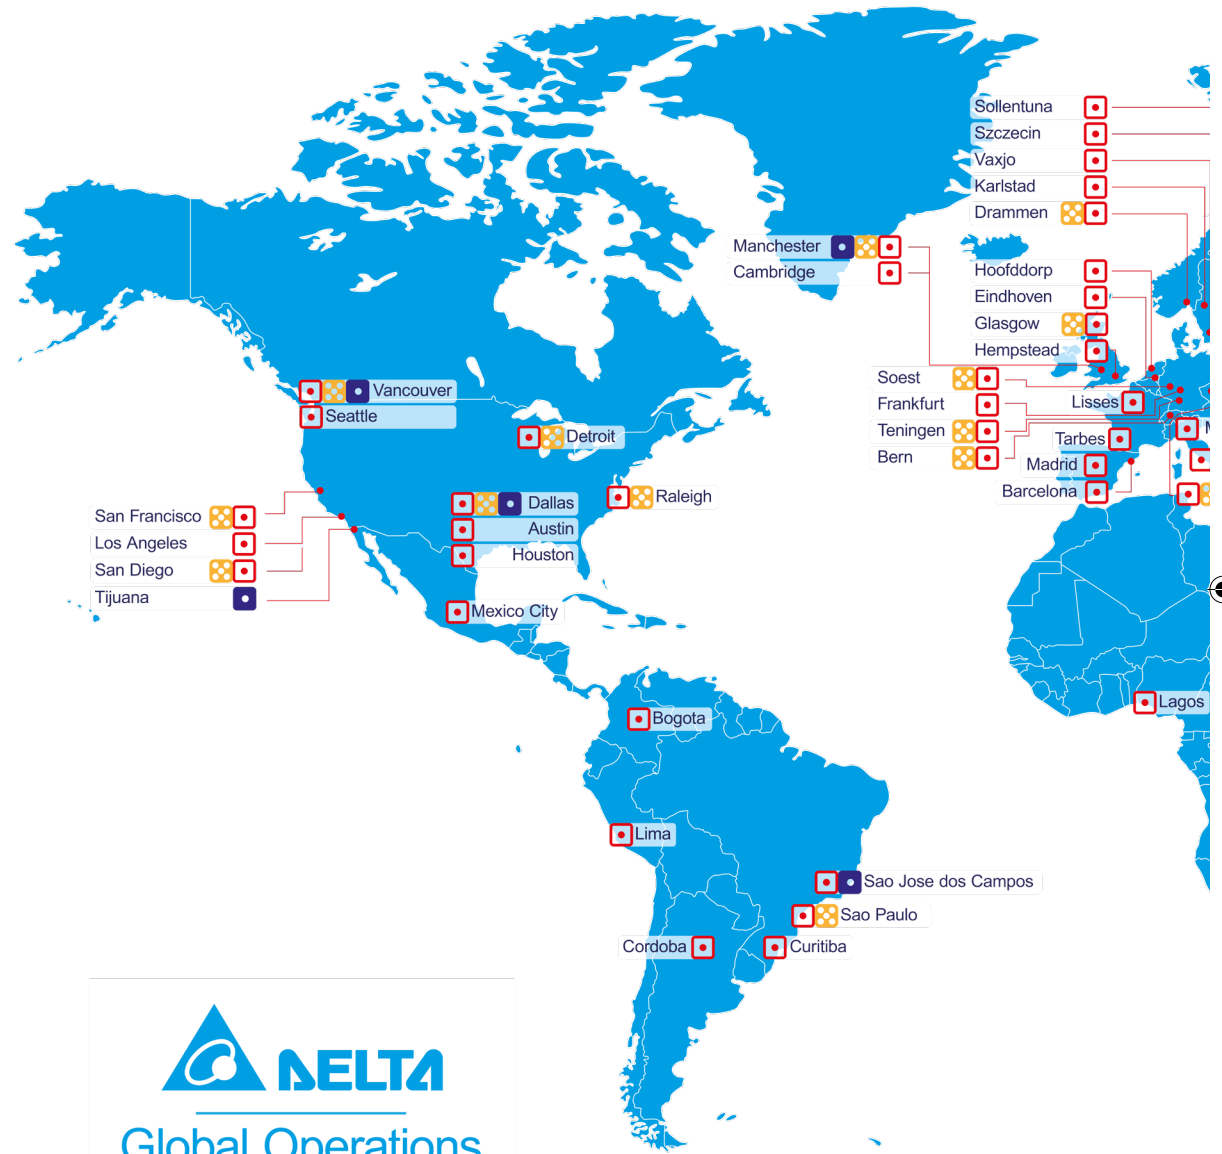 Sollentuna
Szczecin
Vaxjo
Karlstad
Drammen
Manchester
Cambridge
Hoofddorp
Eindhoven
Glasgow
Hempstead
Soest
Frankfurt
Teningen
Bern
Lisses
Tarbes
Madrid
Barcelona
Vancouver
Seattle
Detroit
Raleigh
Dallas
Austin
Houston
San Francisco
Los Angeles
San Diego
Tijuana
Mexico City
Bogota
Lagos
Lima
Sao Jose dos Campos
Sao Paulo
Cordoba
Curitiba
DELTA
Global Operations